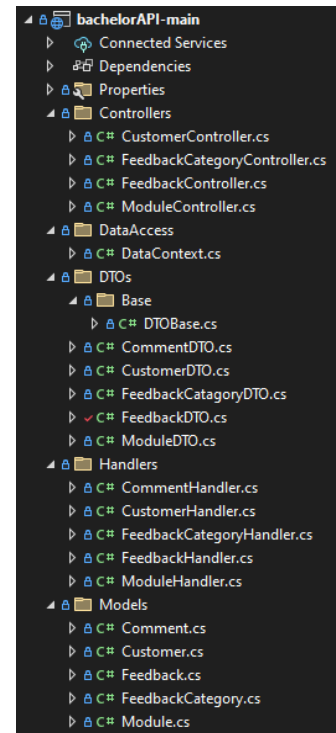 bachelorAPI-main
Connected Services
Dependencies
Properties
Controllers
C# CustomerController.cs
C# FeedbackCategoryController.cs
C# FeedbackController.cs
C# ModuleController.cs
DataAccess
C# DataContext.cs
DTOs
Base
C# DTOBase.cs
C# CommentDTO.cs
C# CustomerDTO.cs
C# FeedbackCatagoryDTO.cs
C# FeedbackDTO.cs
C# ModuleDTO.cs
Handlers
C# CommentHandler.cs
C# CustomerHandler.cs
C# FeedbackCategoryHandler.cs
C# FeedbackHandler.cs
C# ModuleHandler.cs
Models
C# Comment.cs
C# Customer.cs
C# Feedback.cs
C# FeedbackCategory.cs
C# Module.cs